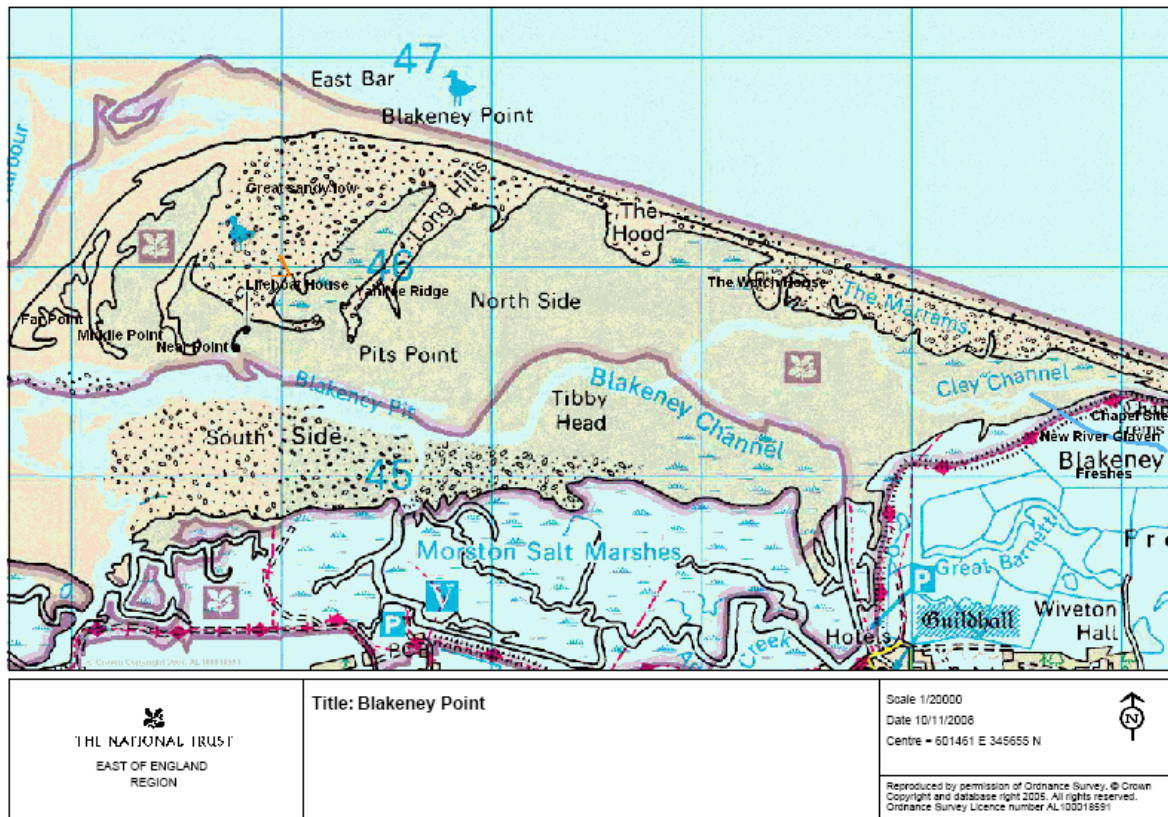 47
East Bar
Blakeney Point
Great sandy low
Long Hills
The
Hood
46
Lifeboat House
Yankee Ridge
North Side
The Watch House
The Marrams
Far Point
Middle Point
Near Point
Pits Point
Blakeney Pit
Blakeney Channel
Cley Channel
Tibby
Head
Chapel Site
South Side
New River Glaven
Blakeney
Freshes
45
Morston Salt Marshes
Great Barnett
P
P
Guildhall
Wiveton
Hall
Hotels
Creek
THE NATIONAL TRUST
EAST OF ENGLAND
REGION
Title: Blakeney Point
Scale 1/20000
Date 10/11/2008
Centre = 601461 E 345655 N
N
Reproduced by permission of Ordnance Survey. © Crown
Copyright and database right 2005. All rights reserved.
Ordnance Survey Licence number AL100018591